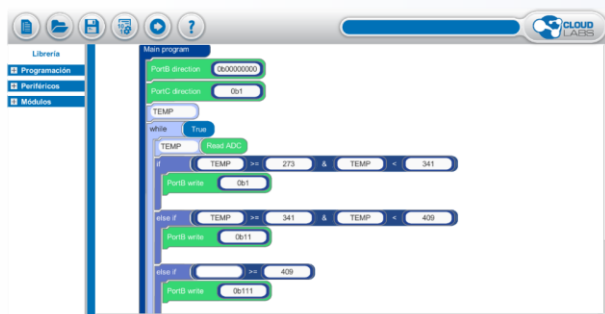 ?
CLOUD
LABS
Librería
Programación
Periféricos
Módulos
Main program
PortB direction 0b00000000
PortC direction 0b1
TEMP
while True
TEMP Read ADC
if TEMP >= 273 & TEMP < 341
PortB write 0b1
else if TEMP >= 341 & TEMP < 409
PortB write 0b11
else if >= 409
PortB write 0b111